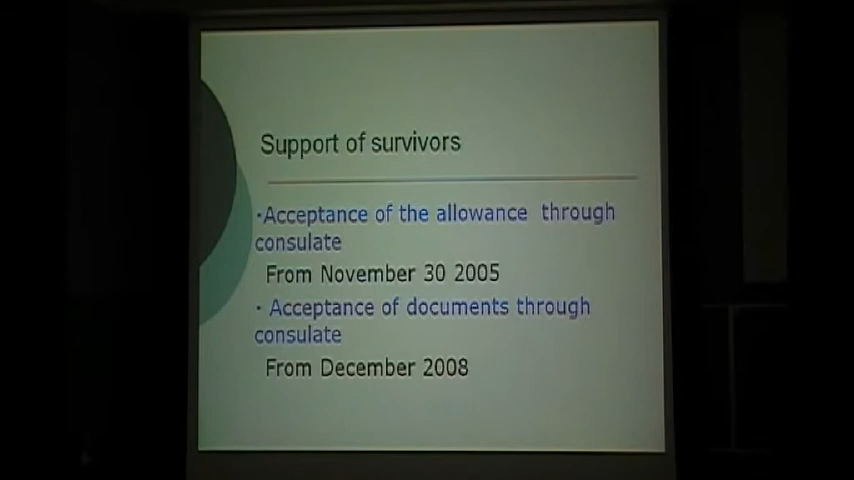 Support of survivors
·Acceptance of the allowance through
consulate
From November 30 2005
· Acceptance of documents through
consulate
From December 2008